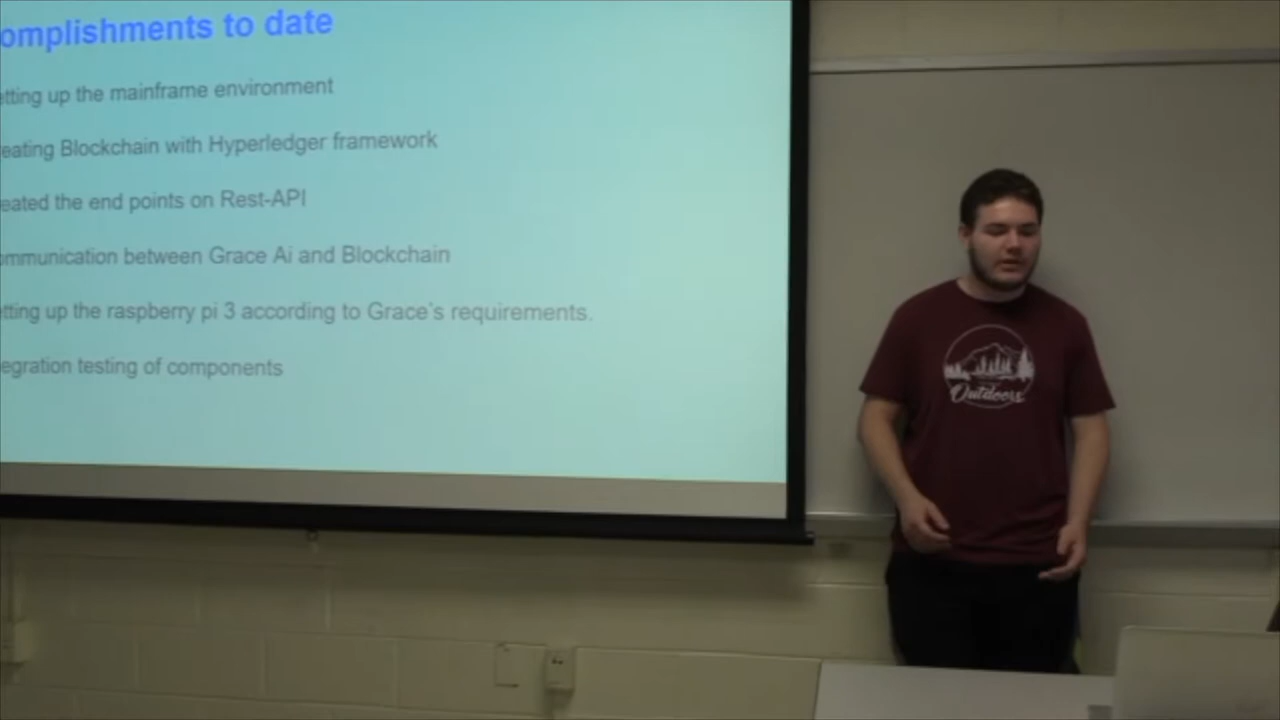 omplishments to date
etting up the mainframe environment
eating Blockchain with Hyperledger framework
eated the end points on Rest-API
ommunication between Grace Ai and Blockchain
etting up the raspberry pi 3 according to Grace's requirements.
egration testing of components
Outdoors